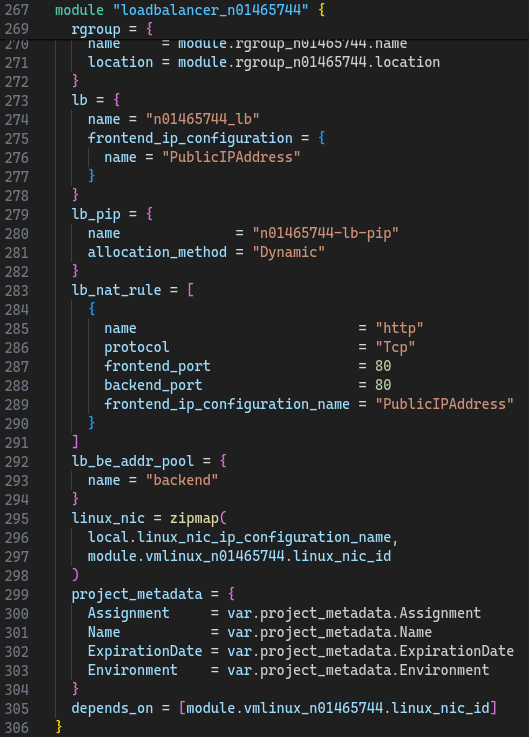 267 module "loadbalancer_n01465744" {
269   rgroup = {
270     name     = module.rgroup_n01465744.name
271     location = module.rgroup_n01465744.location
272   }
273   lb = {
274     name = "n01465744_lb"
275     frontend_ip_configuration = {
276       name = "PublicIPAddress"
277     }
278   }
279   lb_pip = {
280     name              = "n01465744-lb-pip"
281     allocation_method = "Dynamic"
282   }
283   lb_nat_rule = [
284     {
285       name                           = "http"
286       protocol                       = "Tcp"
287       frontend_port                  = 80
288       backend_port                   = 80
289       frontend_ip_configuration_name = "PublicIPAddress"
290     }
291   ]
292   lb_be_addr_pool = {
293     name = "backend"
294   }
295   linux_nic = zipmap(
296     local.linux_nic_ip_configuration_name,
297     module.vmlinux_n01465744.linux_nic_id
298   )
299   project_metadata = {
300     Assignment     = var.project_metadata.Assignment
301     Name           = var.project_metadata.Name
302     ExpirationDate = var.project_metadata.ExpirationDate
303     Environment    = var.project_metadata.Environment
304   }
305   depends_on = [module.vmlinux_n01465744.linux_nic_id]
306 }